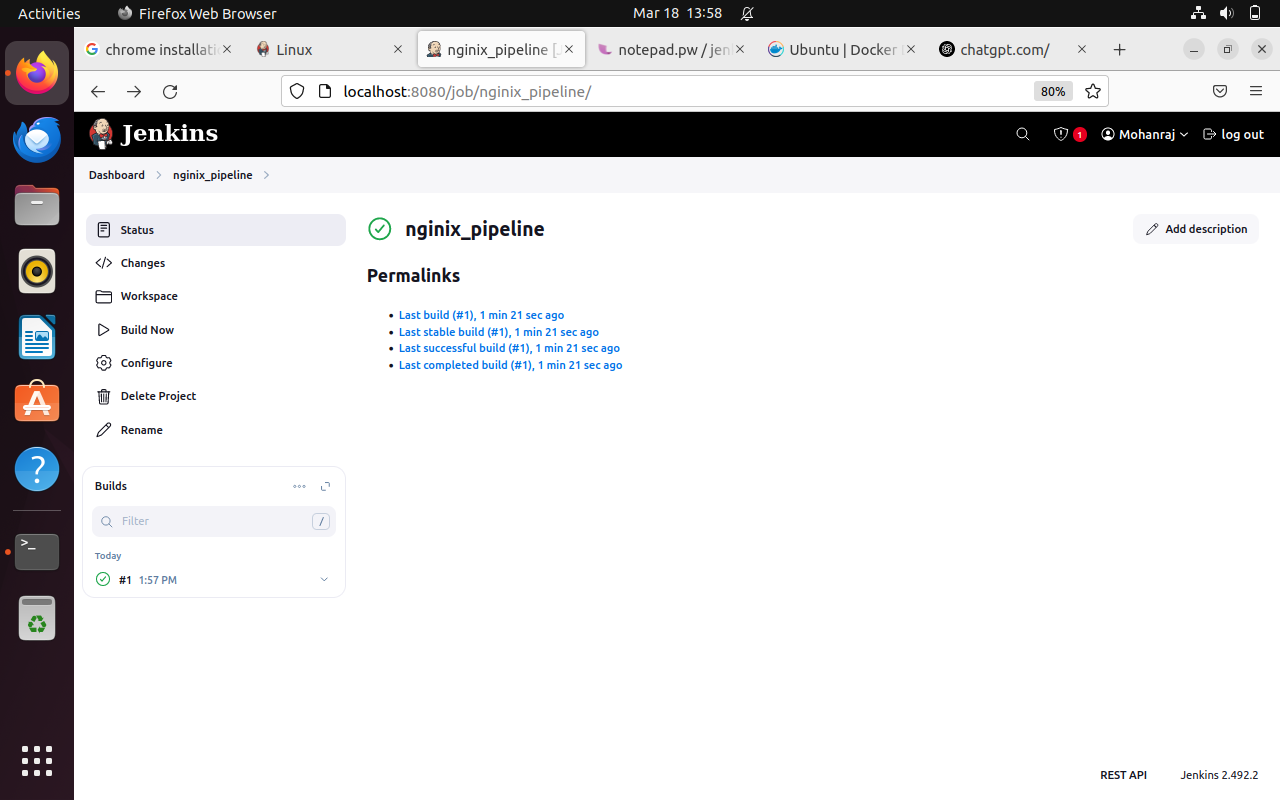 Activities
Firefox Web Browser
Mar 18 13:58
chrome installati
Linux
nginix_pipeline [J
notepad.pw / jenk
Ubuntu | Docker
chatgpt.com/
localhost:8080/job/nginix_pipeline/
80%
Jenkins
1
Mohanraj
log out
Dashboard
nginix_pipeline
Status
Changes
Workspace
Build Now
Configure
Delete Project
Rename
nginix_pipeline
Add description
Permalinks
Last build (#1), 1 min 21 sec ago
Last stable build (#1), 1 min 21 sec ago
Last successful build (#1), 1 min 21 sec ago
Last completed build (#1), 1 min 21 sec ago
Builds
Filter
/
Today
#1 1:57 PM
REST API
Jenkins 2.492.2